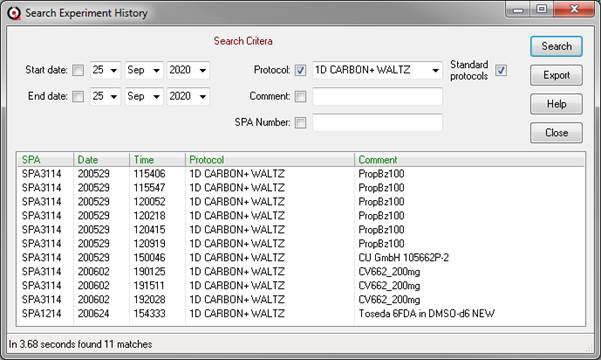 Search Experiment History
Search Critera
Start date: 25 Sep 2020 Protocol: 1D CARBON+ WALTZ Standard protocols Search
End date: 25 Sep 2020 Comment: Export
SPA Number: Help
Close
SPA Date Time Protocol Comment
SPA3114 200529 115406 1D CARBON+ WALTZ PropBz100
SPA3114 200529 115547 1D CARBON+ WALTZ PropBz100
SPA3114 200529 120052 1D CARBON+ WALTZ PropBz100
SPA3114 200529 120218 1D CARBON+ WALTZ PropBz100
SPA3114 200529 120415 1D CARBON+ WALTZ PropBz100
SPA3114 200529 120919 1D CARBON+ WALTZ PropBz100
SPA3114 200529 150046 1D CARBON+ WALTZ CU GmbH 105662P-2
SPA3114 200602 190125 1D CARBON+ WALTZ CV662_200mg
SPA3114 200602 191511 1D CARBON+ WALTZ CV662_200mg
SPA3114 200602 192028 1D CARBON+ WALTZ CV662_200mg
SPA1214 200624 154333 1D CARBON+ WALTZ Toseda 6FDA in DMSO-d6 NEW
In 3.68 seconds found 11 matches